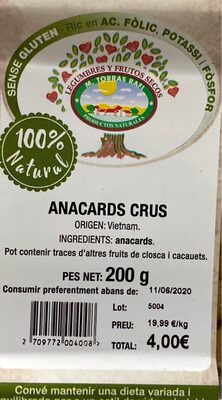 SENSE GLUTEN - Ric en AC. FÒLIC, POTASSI I FÒSFOR
LEGUMBRES Y FRUTOS SECOS
M. TORRAS RAFI
PRODUCTOS NATURALES
100%
Natural
ANACARDS CRUS
ORIGEN: Vietnam.
INGREDIENTS: anacards.
Pot contenir traces d'altres fruits de closca i cacauets.
PES NET: 200 g
Consumir preferentment abans de: 11/06/2020
Lot: 5004
PREU: 19,99 €/kg
TOTAL: 4,00€
2 709772 004008
Convé mantenir una dieta variada i